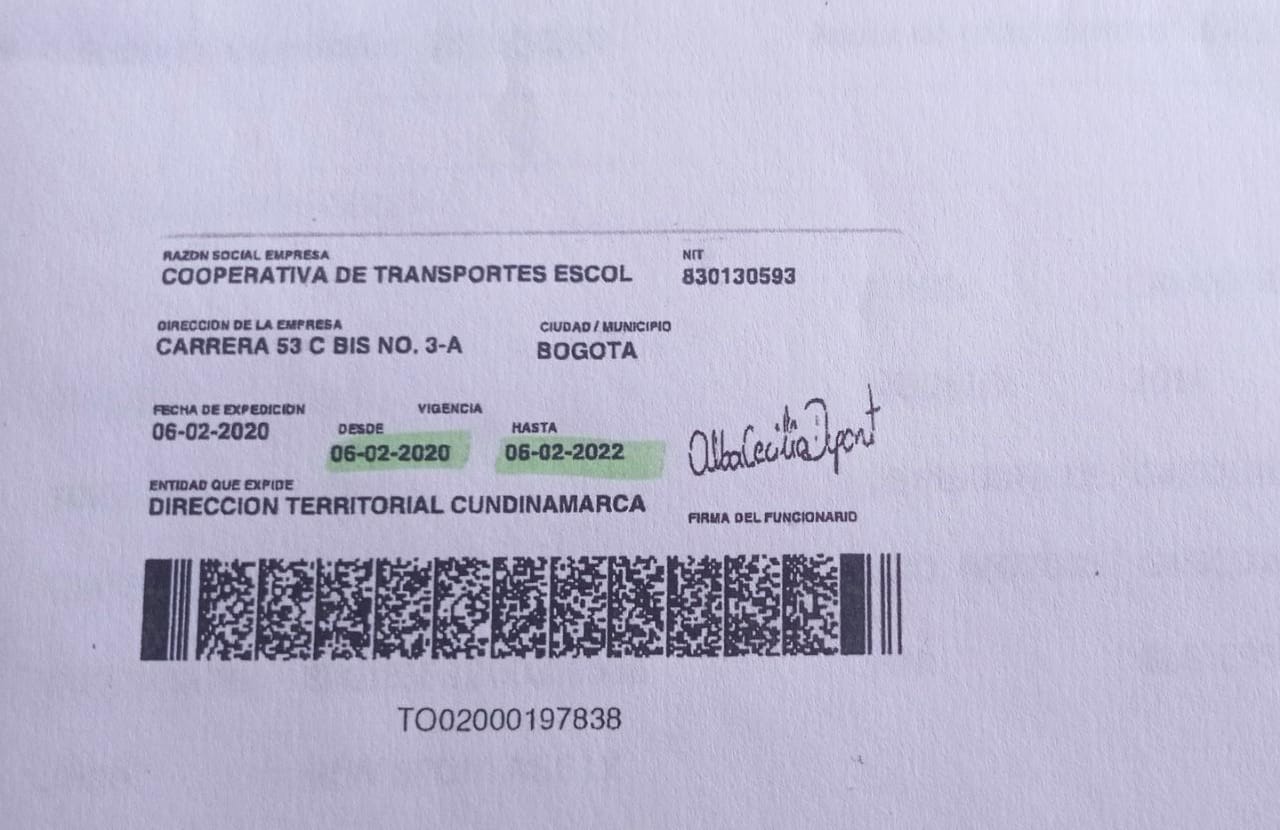 RAZON SOCIAL EMPRESA NIT
COOPERATIVA DE TRANSPORTES ESCOL 830130593
DIRECCION DE LA EMPRESA CIUDAD / MUNICIPIO
CARRERA 53 C BIS NO. 3-A BOGOTA
FECHA DE EXPEDICION VIGENCIA
06-02-2020 DESDE HASTA
06-02-2020 06-02-2022
ENTIDAD QUE EXPIDE
DIRECCION TERRITORIAL CUNDINAMARCA
Alba Cecilia
FIRMA DEL FUNCIONARIO
TO02000197838